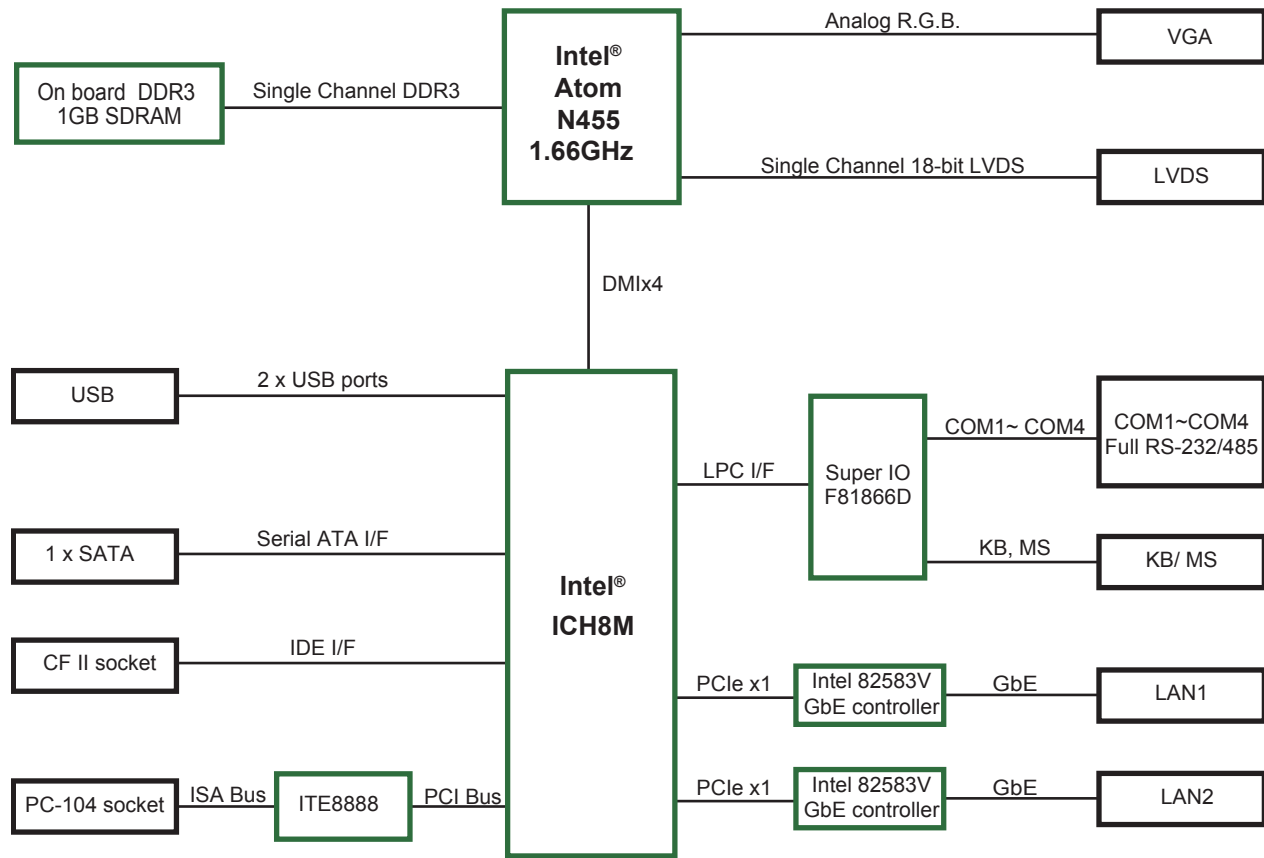 Analog R.G.B.
VGA
Intel®
Atom
N455
1.66GHz
On board DDR3
1GB SDRAM
Single Channel DDR3
Single Channel 18-bit LVDS
LVDS
DMIx4
USB
2 x USB ports
COM1~ COM4
COM1~COM4
Full RS-232/485
LPC I/F
Super IO
F81866D
1 x SATA
Serial ATA I/F
KB, MS
KB/ MS
Intel®
ICH8M
CF II socket
IDE I/F
PCIe x1
Intel 82583V
GbE controller
GbE
LAN1
PC-104 socket
ISA Bus
ITE8888
PCI Bus
PCIe x1
Intel 82583V
GbE controller
GbE
LAN2